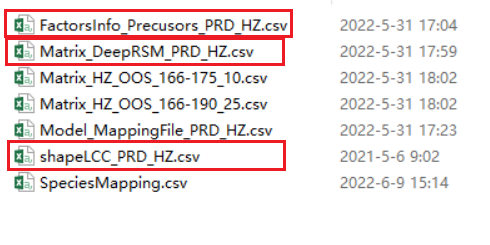 FactorsInfo_Precusors_PRD_HZ.csv 2022-5-31 17:04
Matrix_DeepRSM_PRD_HZ.csv 2022-5-31 17:59
Matrix_HZ_OOS_166-175_10.csv 2022-5-31 18:02
Matrix_HZ_OOS_166-190_25.csv 2022-5-31 18:02
Model_MappingFile_PRD_HZ.csv 2022-5-31 17:23
shapeLCC_PRD_HZ.csv 2021-5-6 9:02
SpeciesMapping.csv 2022-6-9 15:14